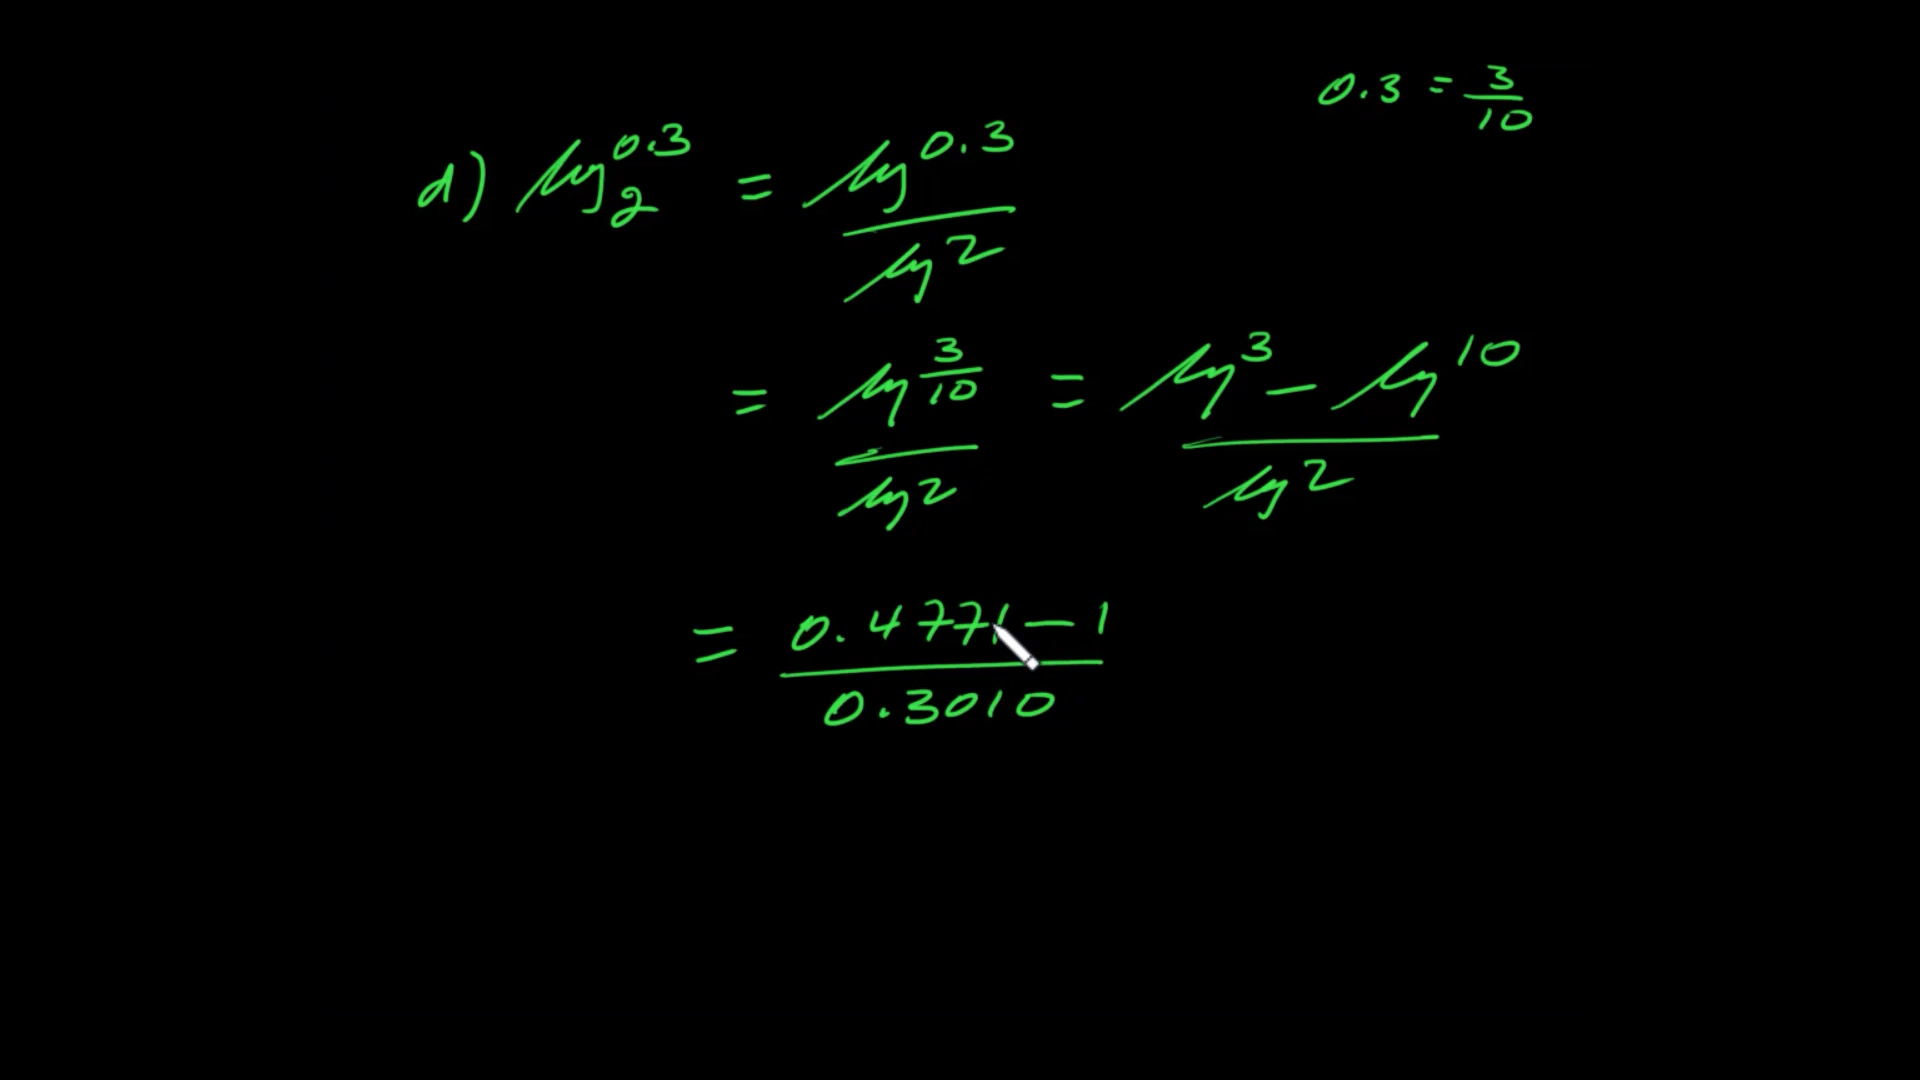 0.3 = 3/10
d) log₂ 0.3 = log 0.3 / log 2
= log 3/10 / log 2 = log 3 - log 10 / log 2
= 0.4771 - 1 / 0.3010